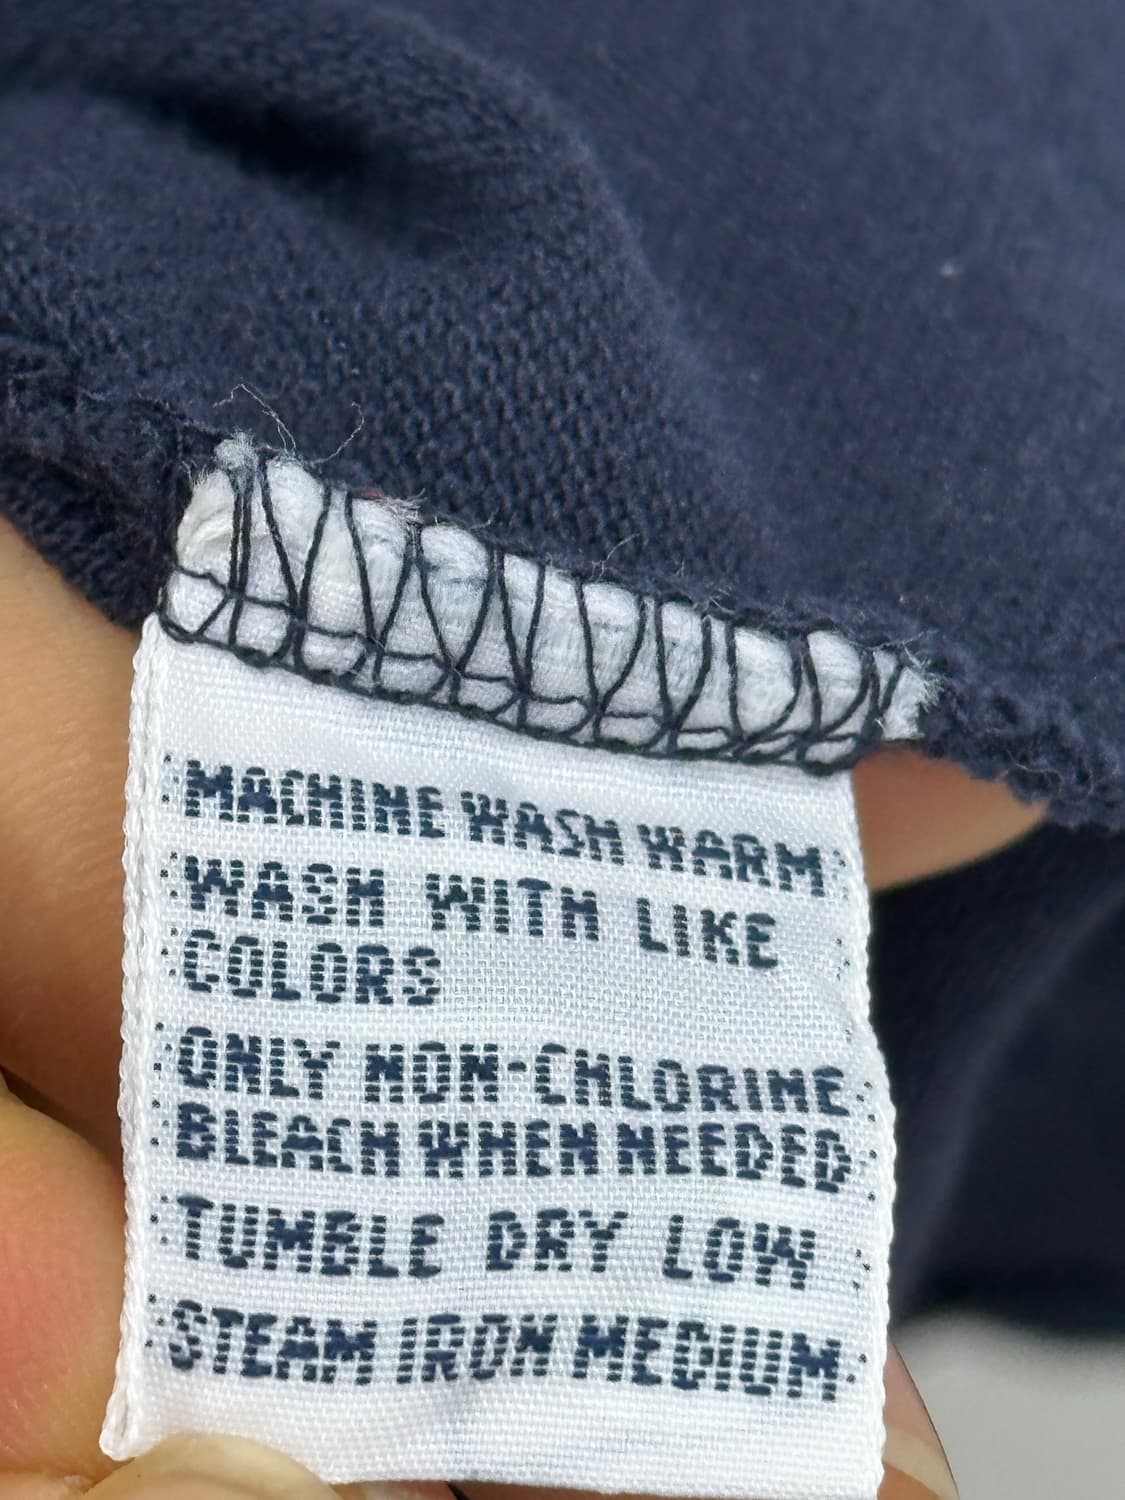 MACHINE WASH WARM
WASH WITH LIKE
COLORS
ONLY NON-CHLORINE
BLEACH WHEN NEEDED
TUMBLE DRY LOW
STEAM IRON MEDIUM